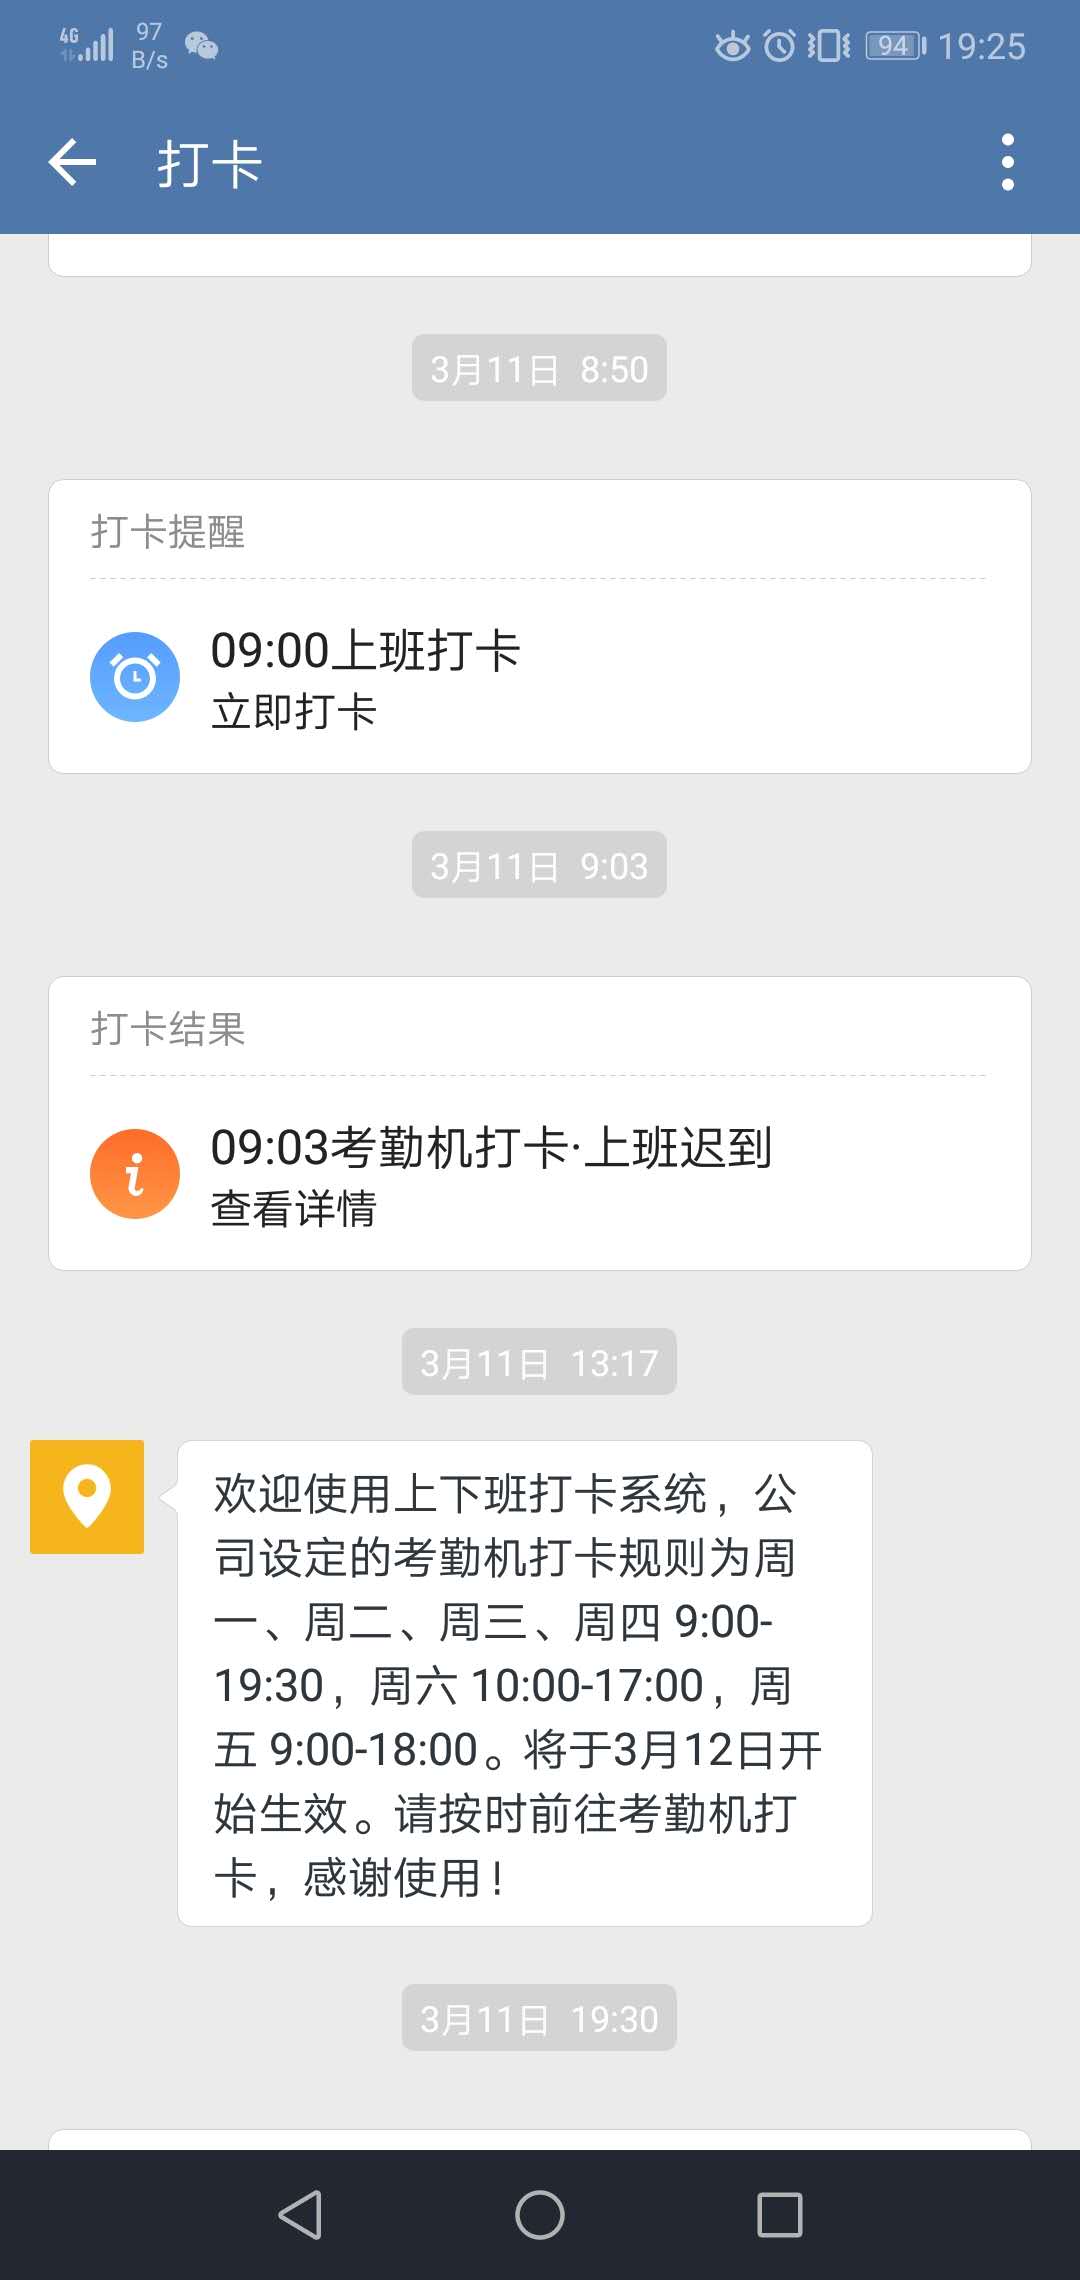 4G
97
B/s
94
19:25
打卡
3月11日 8:50
打卡提醒
09:00上班打卡
立即打卡
3月11日 9:03
打卡结果
09:03考勤机打卡·上班迟到
查看详情
3月11日 13:17
欢迎使用上下班打卡系统，公
司设定的考勤机打卡规则为周
一、周二、周三、周四 9:00-
19:30，周六 10:00-17:00，周
五 9:00-18:00。将于3月12日开
始生效。请按时前往考勤机打
卡，感谢使用！
3月11日 19:30